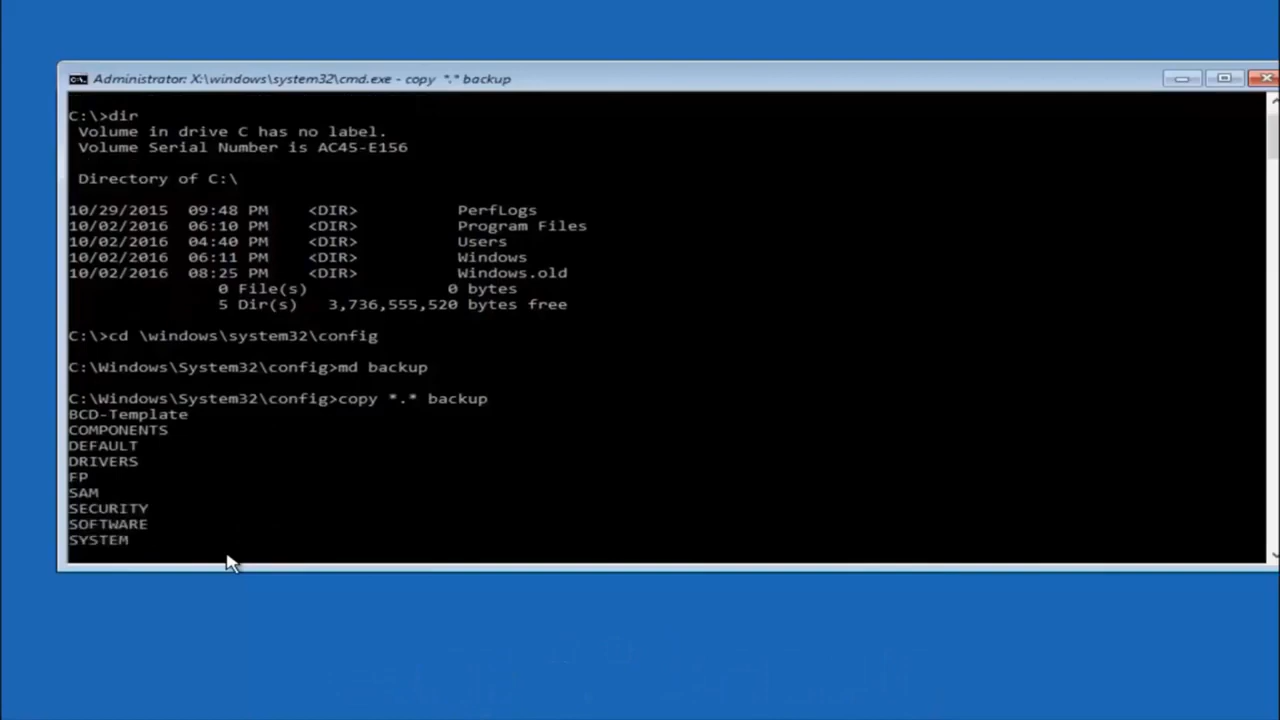 Administrator: X:\windows\system32\cmd.exe - copy *.* backup
C:\>dir
Volume in drive C has no label.
Volume Serial Number is AC45-E156
Directory of C:\
10/29/2015 09:48 PM <DIR> PerfLogs
10/02/2016 06:10 PM <DIR> Program Files
10/02/2016 04:40 PM <DIR> Users
10/02/2016 06:11 PM <DIR> Windows
10/02/2016 08:25 PM <DIR> Windows.old
0 File(s) 0 bytes
5 Dir(s) 3,736,555,520 bytes free
C:\>cd \windows\system32\config
C:\Windows\System32\config>md backup
C:\Windows\System32\config>copy *.* backup
BCD-Template
COMPONENTS
DEFAULT
DRIVERS
FP
SAM
SECURITY
SOFTWARE
SYSTEM